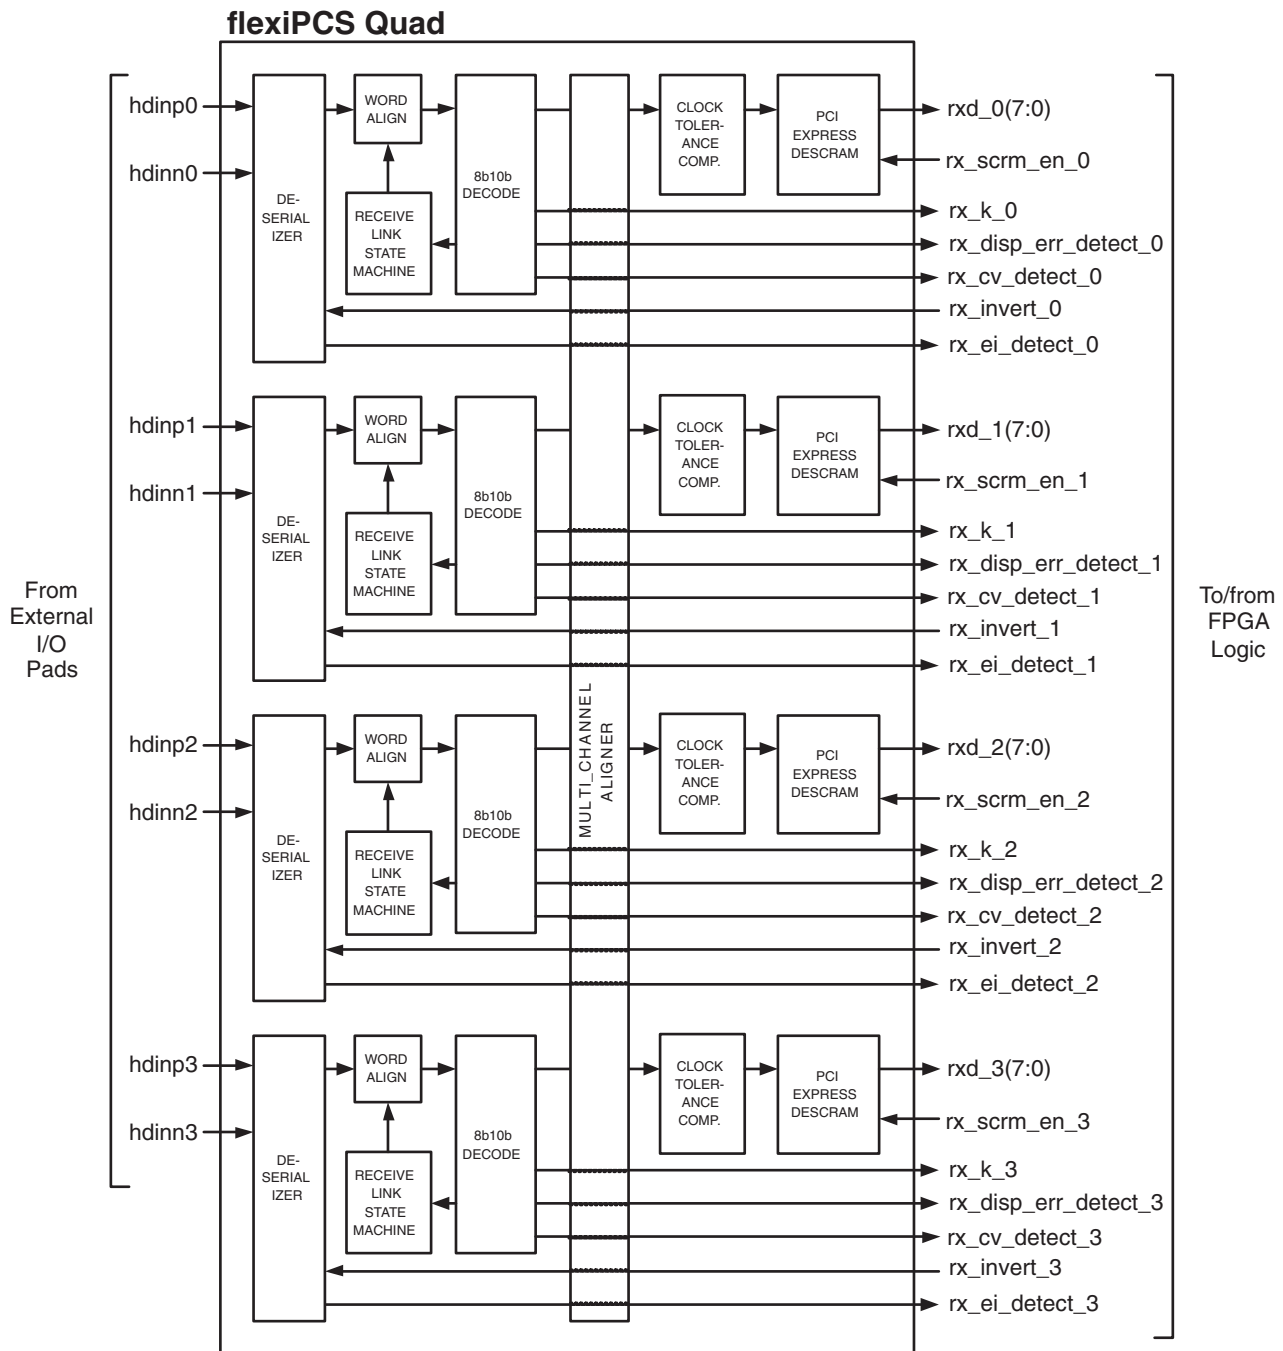 flexiPCS Quad
From
External
I/O
Pads
To/from
FPGA
Logic
MULTI_CHANNEL
ALIGNER
hdinp0
hdinn0
DE-
SERIAL
IZER
WORD
ALIGN
RECEIVE
LINK
STATE
MACHINE
8b10b
DECODE
CLOCK
TOLER-
ANCE
COMP.
PCI
EXPRESS
DESCRAM
rxd_0(7:0)
rx_scrm_en_0
rx_k_0
rx_disp_err_detect_0
rx_cv_detect_0
rx_invert_0
rx_ei_detect_0
hdinp1
hdinn1
DE-
SERIAL
IZER
WORD
ALIGN
RECEIVE
LINK
STATE
MACHINE
8b10b
DECODE
CLOCK
TOLER-
ANCE
COMP.
PCI
EXPRESS
DESCRAM
rxd_1(7:0)
rx_scrm_en_1
rx_k_1
rx_disp_err_detect_1
rx_cv_detect_1
rx_invert_1
rx_ei_detect_1
hdinp2
hdinn2
DE-
SERIAL
IZER
WORD
ALIGN
RECEIVE
LINK
STATE
MACHINE
8b10b
DECODE
CLOCK
TOLER-
ANCE
COMP.
PCI
EXPRESS
DESCRAM
rxd_2(7:0)
rx_scrm_en_2
rx_k_2
rx_disp_err_detect_2
rx_cv_detect_2
rx_invert_2
rx_ei_detect_2
hdinp3
hdinn3
DE-
SERIAL
IZER
WORD
ALIGN
RECEIVE
LINK
STATE
MACHINE
8b10b
DECODE
CLOCK
TOLER-
ANCE
COMP.
PCI
EXPRESS
DESCRAM
rxd_3(7:0)
rx_scrm_en_3
rx_k_3
rx_disp_err_detect_3
rx_cv_detect_3
rx_invert_3
rx_ei_detect_3